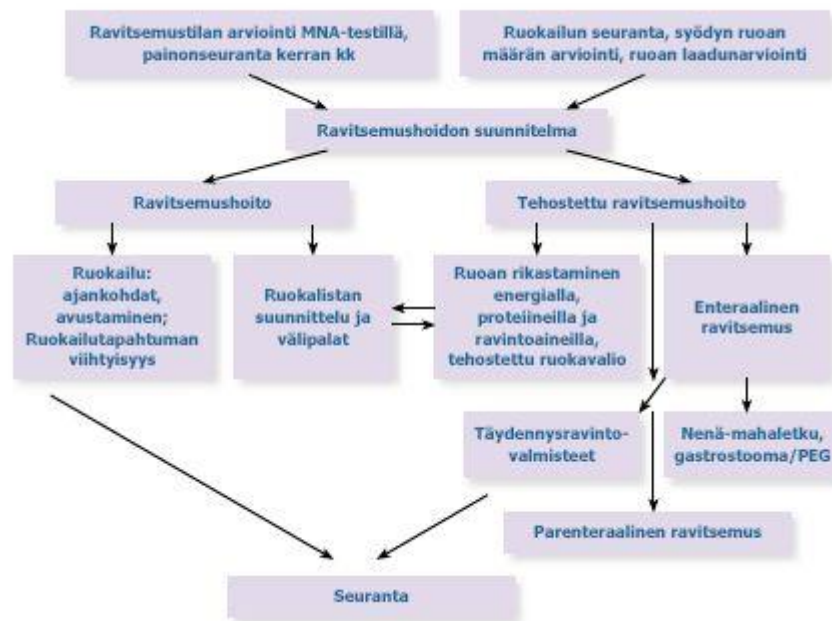 Ravitsemustilan arviointi MNA-testillä,
painonseuranta kerran kk
Ruokailun seuranta, syödyn ruoan
määrän arviointi, ruoan laadunarviointi
Ravitsemushoidon suunnitelma
Ravitsemushoito
Tehostettu ravitsemushoito
Ruokailu:
ajankohdat,
avustaminen;
Ruokailutapahtuman
viihtyisyys
Ruokalistan
suunnittelu ja
välipalat
Ruoan rikastaminen
energialla,
proteiineilla ja
ravintoaineilla,
tehostettu ruokavalio
Enteraalinen
ravitsemus
Täydennysravinto-
valmisteet
Nenä-mahaletku,
gastrostooma/PEG
Parenteraalinen ravitsemus
Seuranta